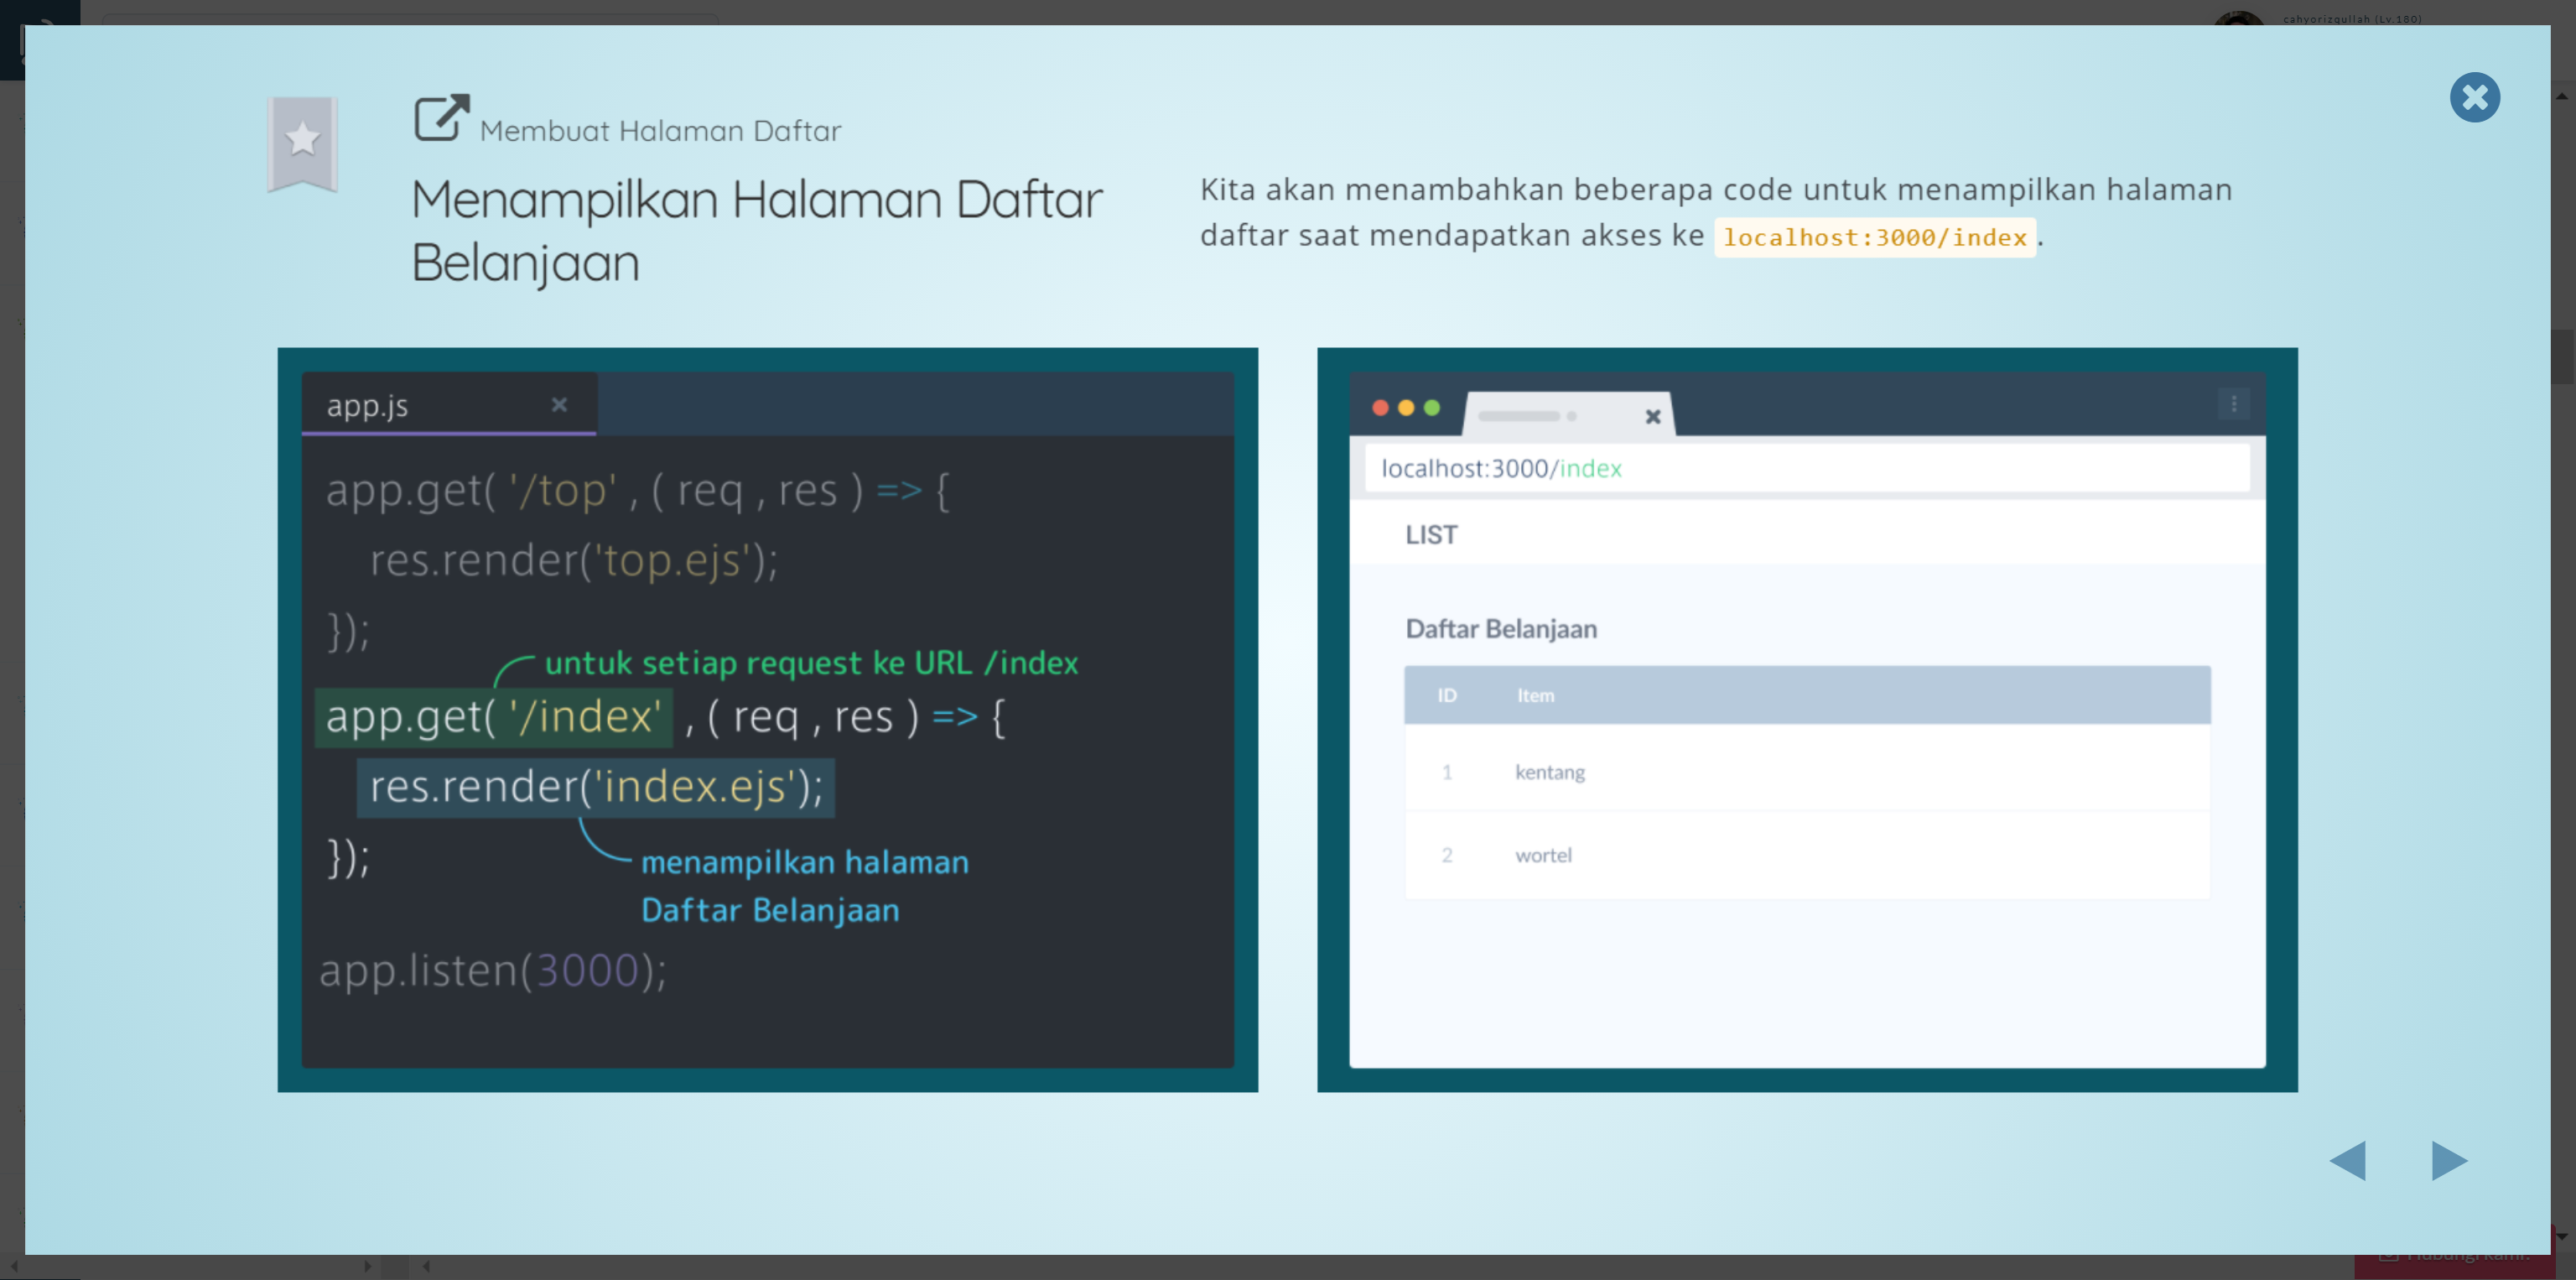 cahyorizqullah (Lv.180)
Membuat Halaman Daftar
Menampilkan Halaman Daftar
Belanjaan
Kita akan menambahkan beberapa code untuk menampilkan halaman
daftar saat mendapatkan akses ke localhost:3000/index.
app.js
app.get( '/top' , ( req , res ) => {
res.render('top.ejs');
});
untuk setiap request ke URL /index
app.get( '/index' , ( req , res ) => {
res.render('index.ejs');
});
menampilkan halaman
Daftar Belanjaan
app.listen(3000);
localhost:3000/index
LIST
Daftar Belanjaan
ID Item
1 kentang
2 wortel
Hubungi kami!